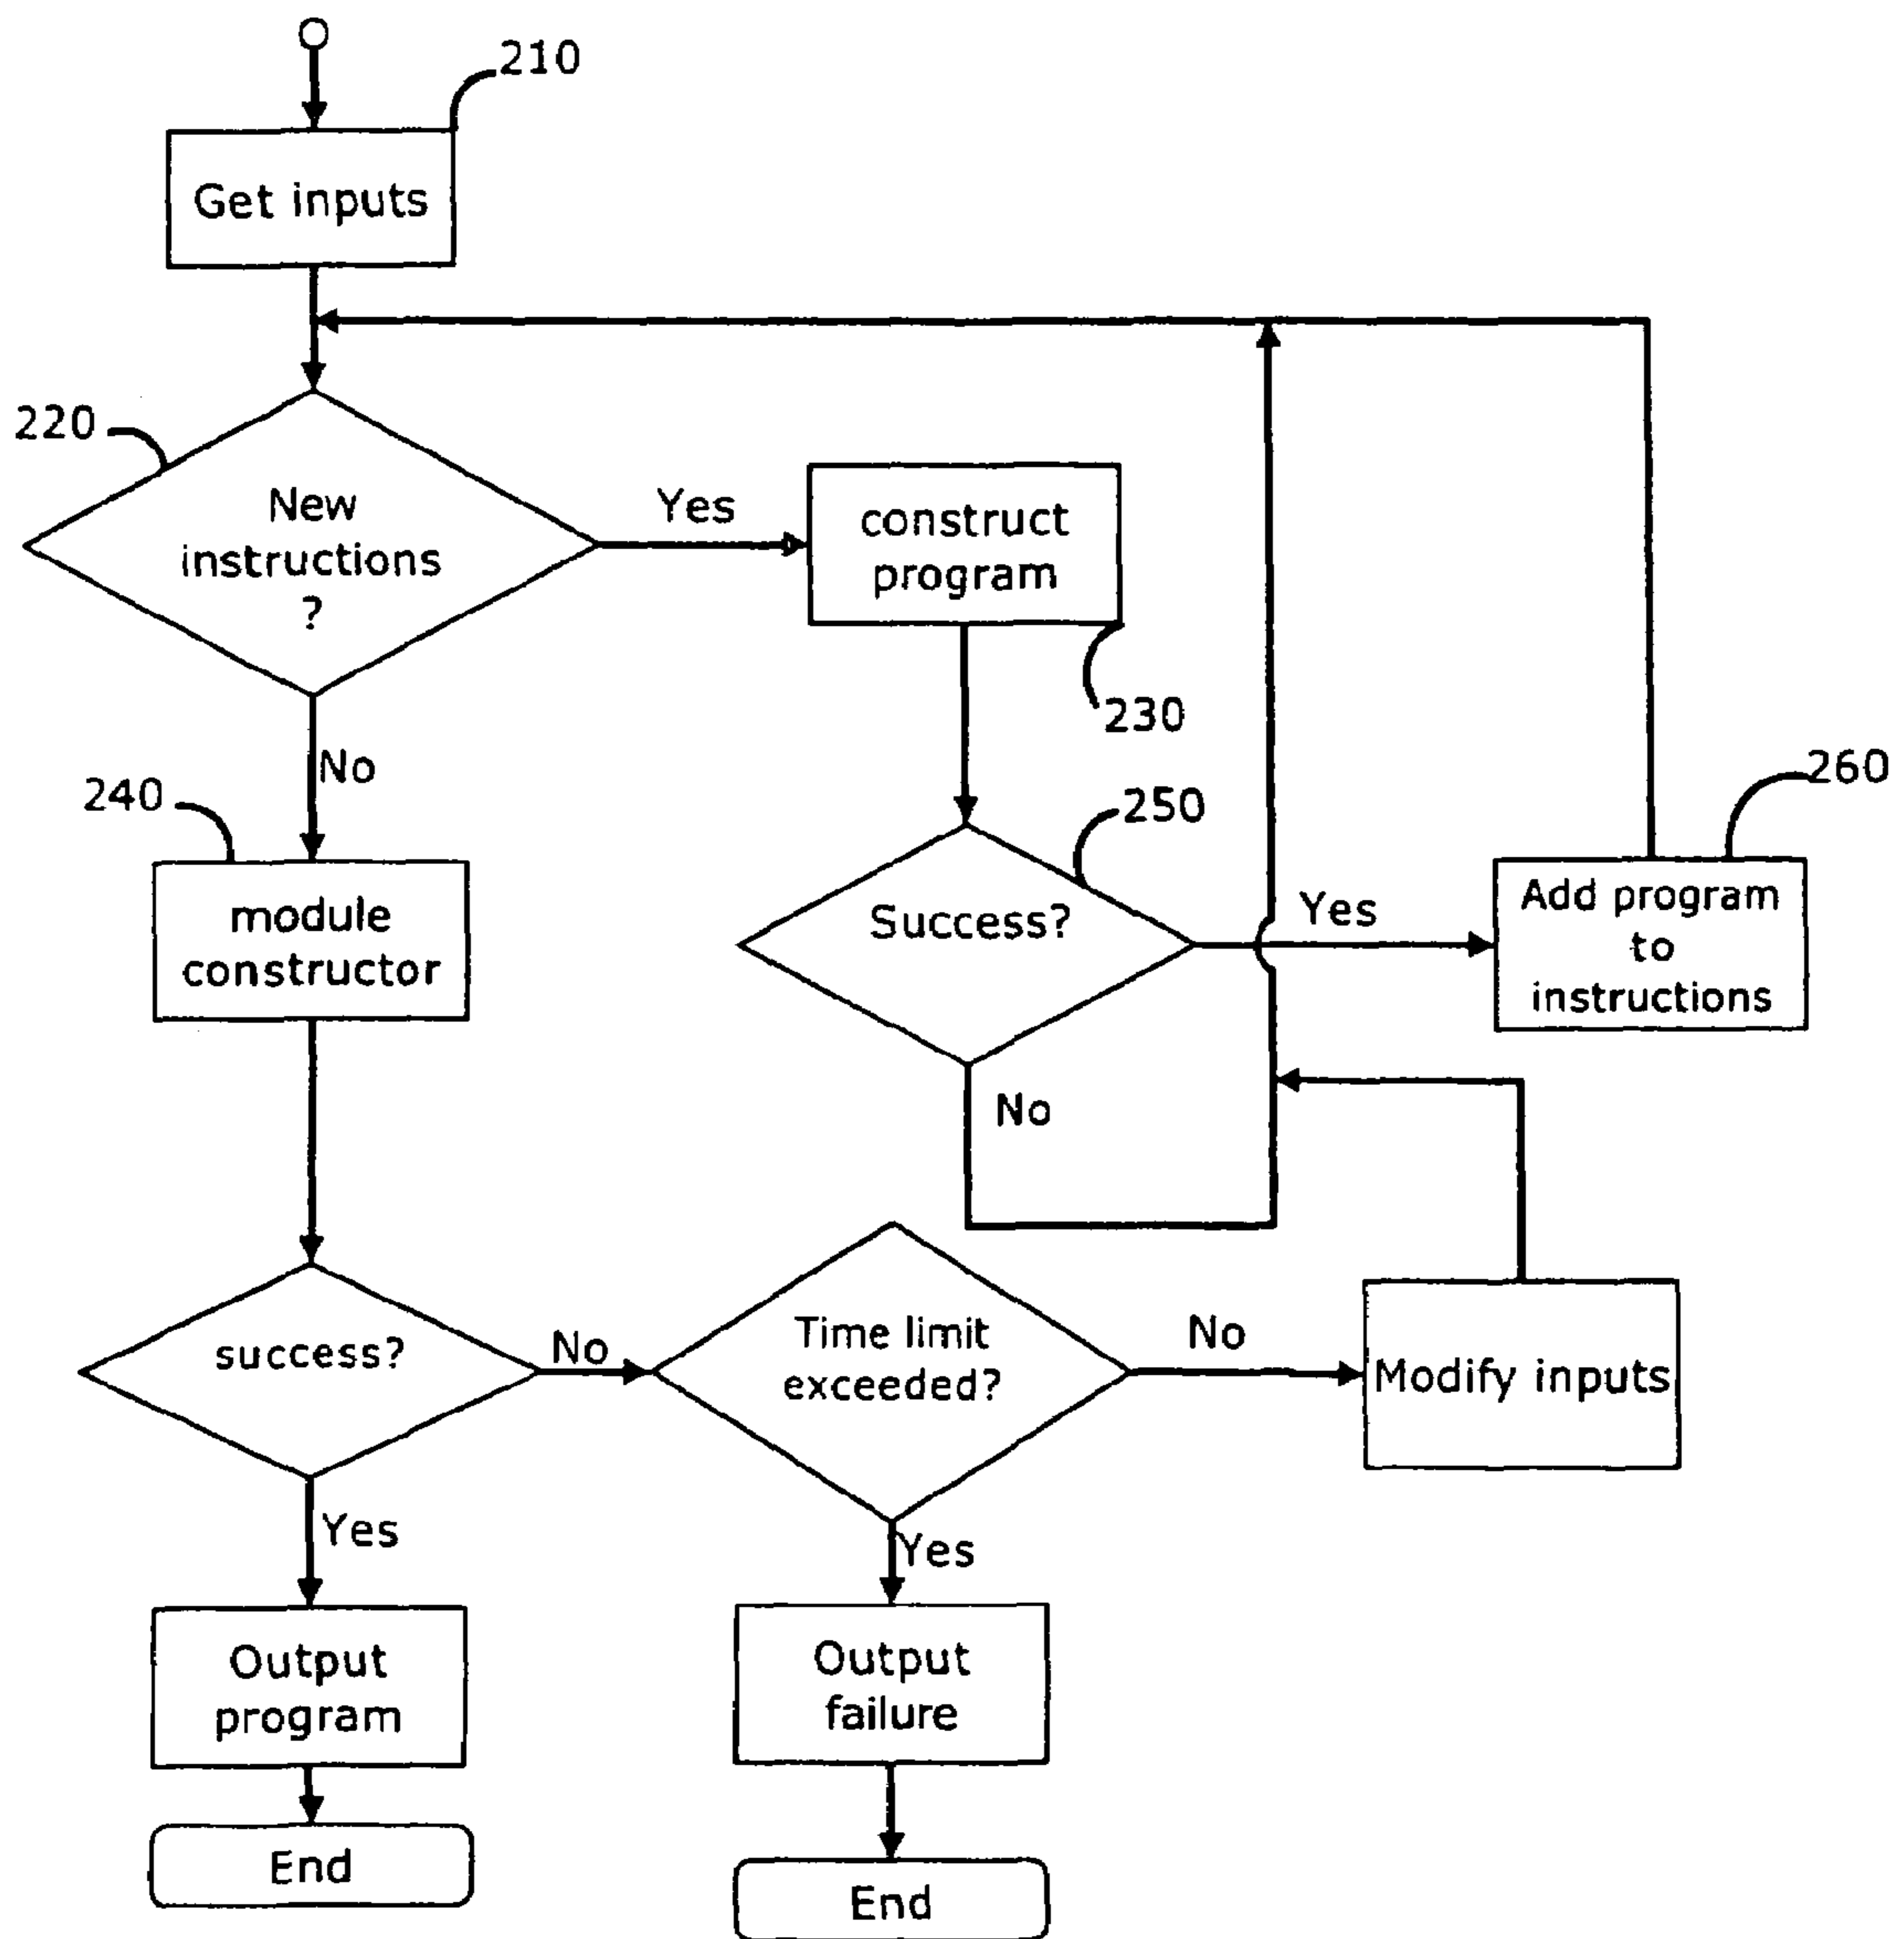 210
Get inputs
220
New
instructions
?
Yes
construct
program
230
No
240
module
constructor
250
Success?
Yes
260
Add program
to
instructions
No
success?
No
Time limit
exceeded?
No
Modify inputs
Yes
Yes
Output
program
Output
failure
End
End